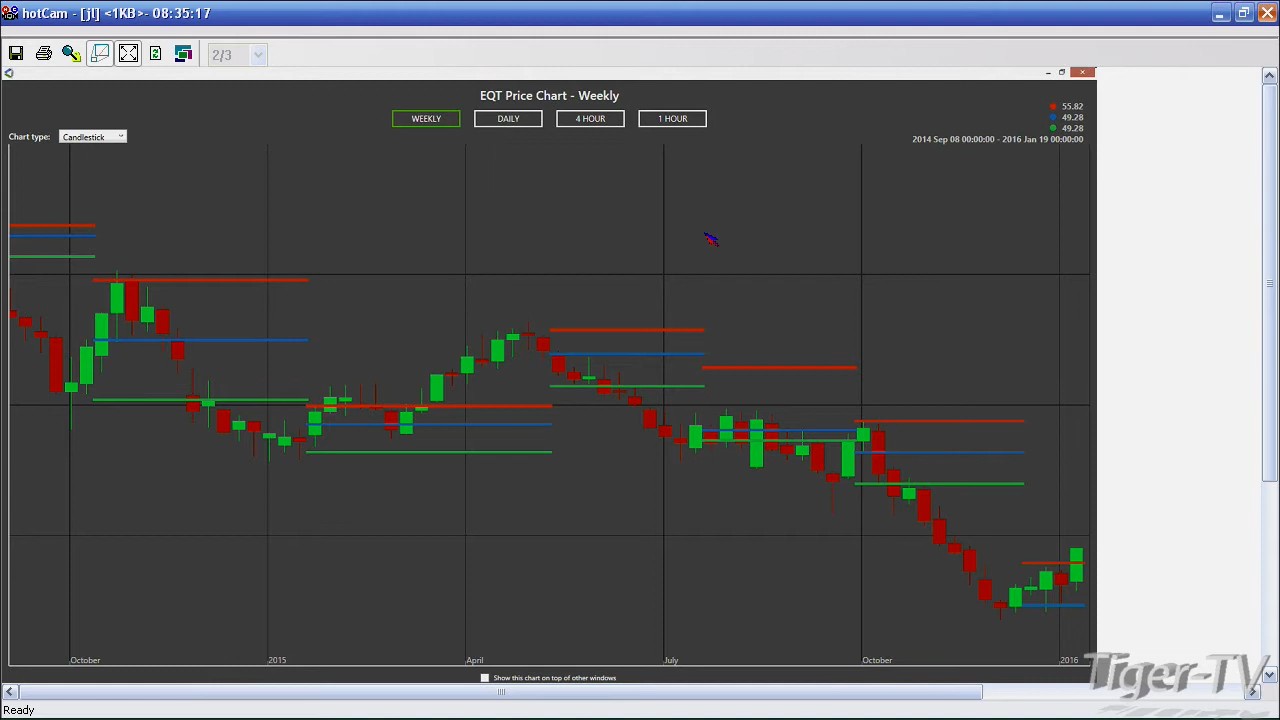 hotCam - [jtl] <1KB>- 08:35:17
2/3
EQT Price Chart - Weekly
WEEKLY DAILY 4 HOUR 1 HOUR
55.82
49.28
49.28
Chart type: Candlestick
2014 Sep 08 00:00:00 - 2016 Jan 19 00:00:00
October 2015 April July October 2016
Show this chart on top of other windows
Tiger-TV
Ready